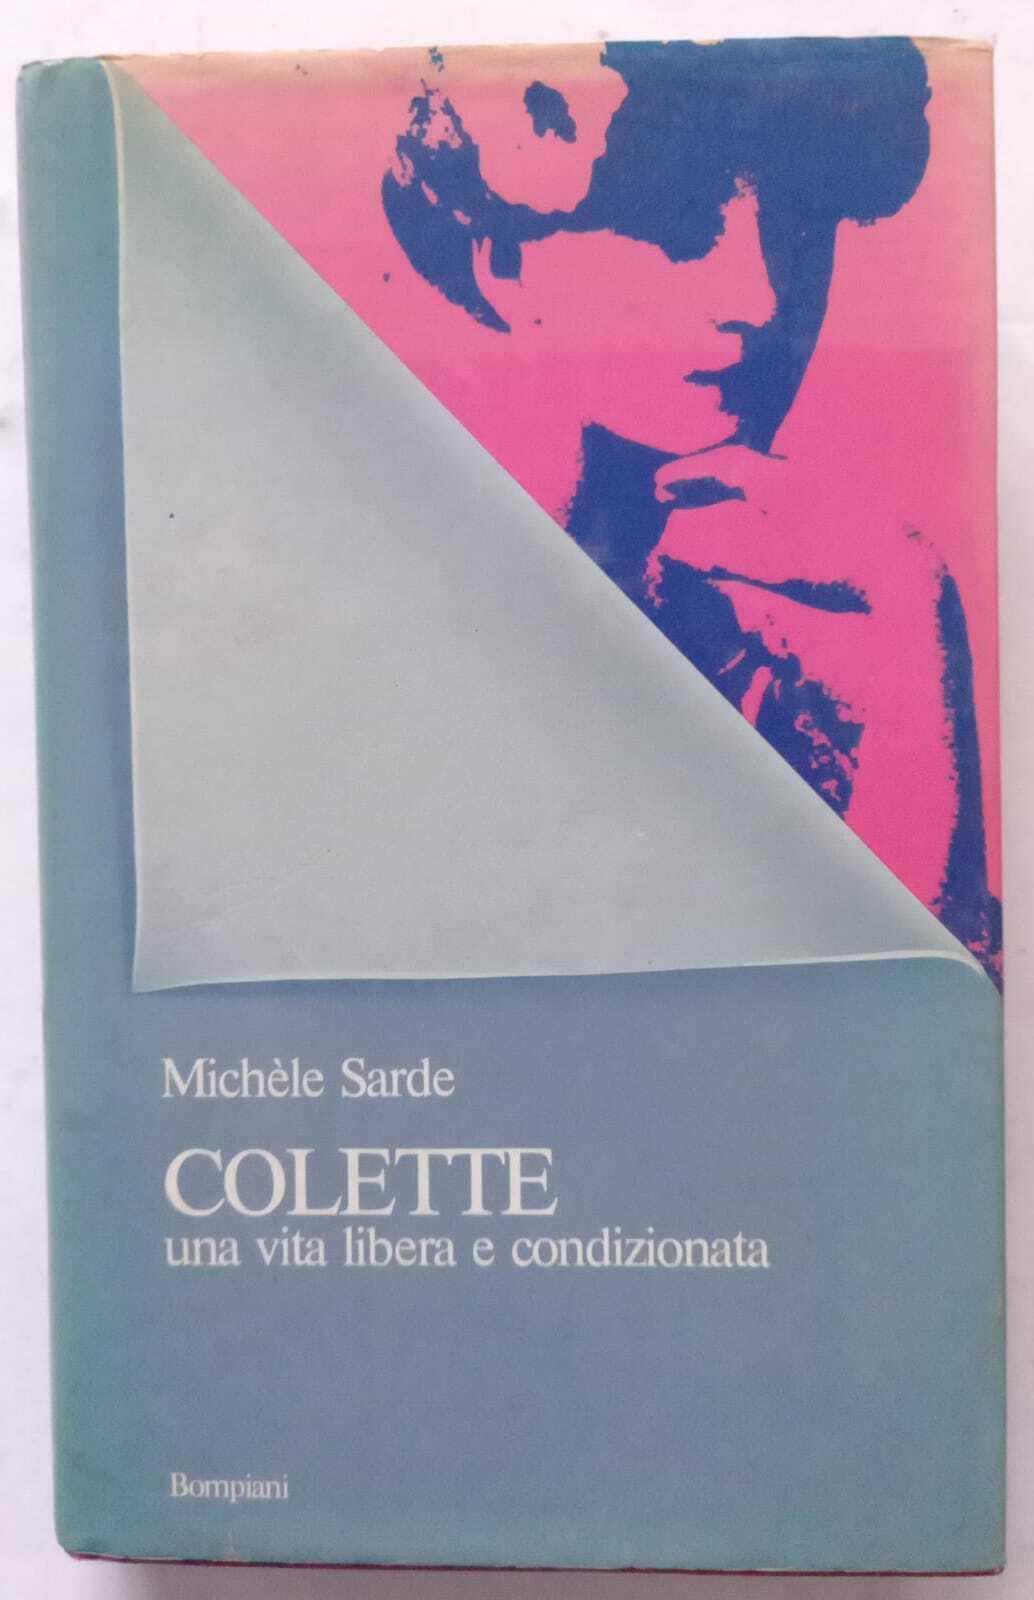 Michèle Sarde
COLETTE
una vita libera e condizionata
Bompiani